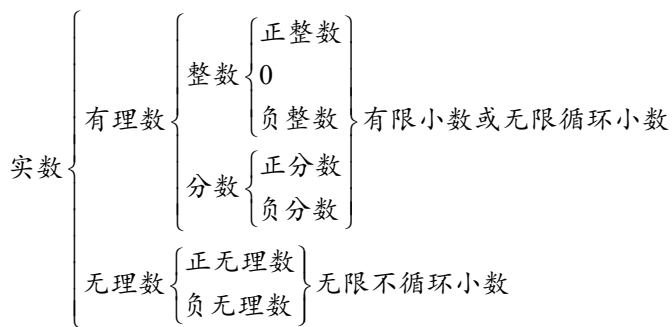 正整数
整数 0
负整数
有理数 有限小数或无限循环小数
正分数
实数 分数
负分数
正无理数
无理数 无限不循环小数
负无理数